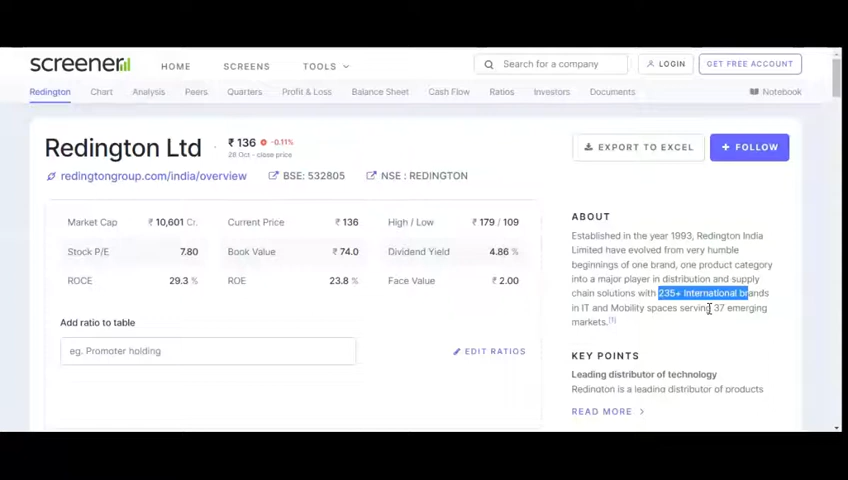 screener
HOME
SCREENS
TOOLS
Search for a company
LOGIN
GET FREE ACCOUNT
Redington
Chart
Analysis
Peers
Quarters
Profit & Loss
Balance Sheet
Cash Flow
Ratios
Investors
Documents
Notebook
Redington Ltd
₹ 136
-0.11%
28 Oct - close price
EXPORT TO EXCEL
FOLLOW
redingtongroup.com/india/overview
BSE: 532805
NSE : REDINGTON
Market Cap ₹ 10,601 Cr.
Current Price ₹ 136
High / Low ₹ 179 / 109
Stock P/E 7.80
Book Value ₹ 74.0
Dividend Yield 4.86 %
ROCE 29.3 %
ROE 23.8 %
Face Value ₹ 2.00
Add ratio to table
eg. Promoter holding
EDIT RATIOS
ABOUT
Established in the year 1993, Redington India
Limited have evolved from very humble
beginnings of one brand, one product category
into a major player in distribution and supply
chain solutions with 235+ International brands
in IT and Mobility spaces serving 37 emerging
markets.[1]
KEY POINTS
Leading distributor of technology
Redington is a leading distributor of products
READ MORE